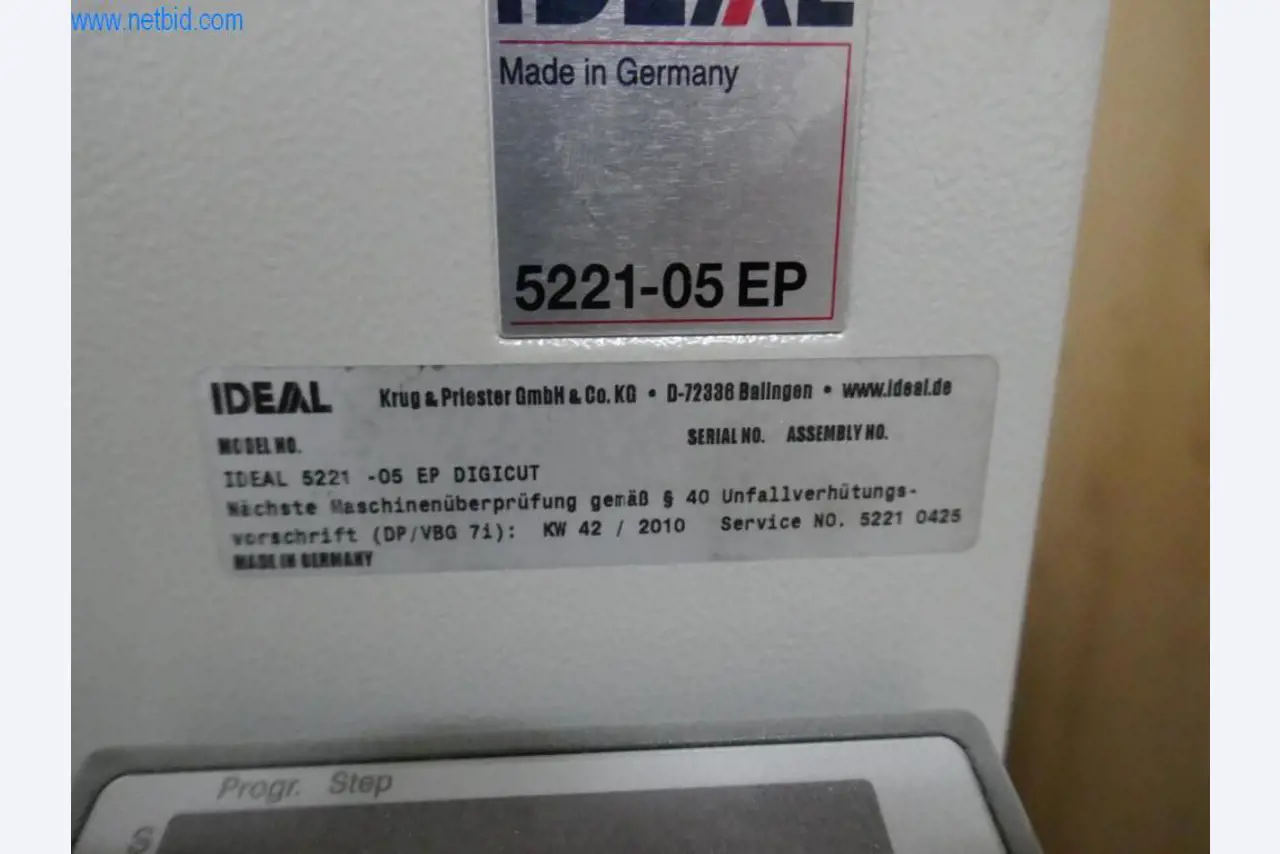 www.netbid.com
IDEAL
Made in Germany
5221-05 EP
IDEAL Krug & Priester GmbH & Co. KG • D-72336 Balingen • www.ideal.de
MODEL NO. SERIAL NO. ASSEMBLY NO.
IDEAL 5221 -05 EP DIGICUT
Nächste Maschinenüberprüfung gemäß § 40 Unfallverhütungs-
vorschrift (DP/VBG 7i): KW 42 / 2010 Service NO. 5221 0425
MADE IN GERMANY
Progr. Step
S